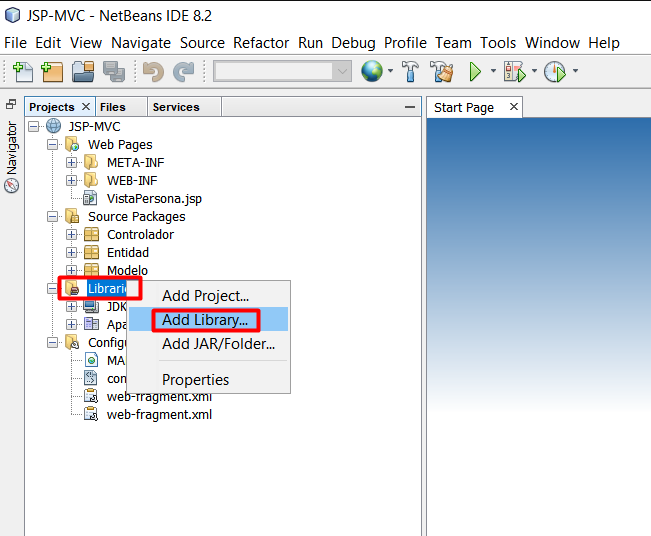 JSP-MVC - NetBeans IDE 8.2
File Edit View Navigate Source Refactor Run Debug Profile Team Tools Window Help
Projects Files Services
Start Page
Navigator
JSP-MVC
Web Pages
META-INF
WEB-INF
VistaPersona.jsp
Source Packages
Controlador
Entidad
Modelo
Librari
JDK
Apa
Config
MA
con
web-fragment.xml
web-fragment.xml
Add Project...
Add Library...
Add JAR/Folder...
Properties